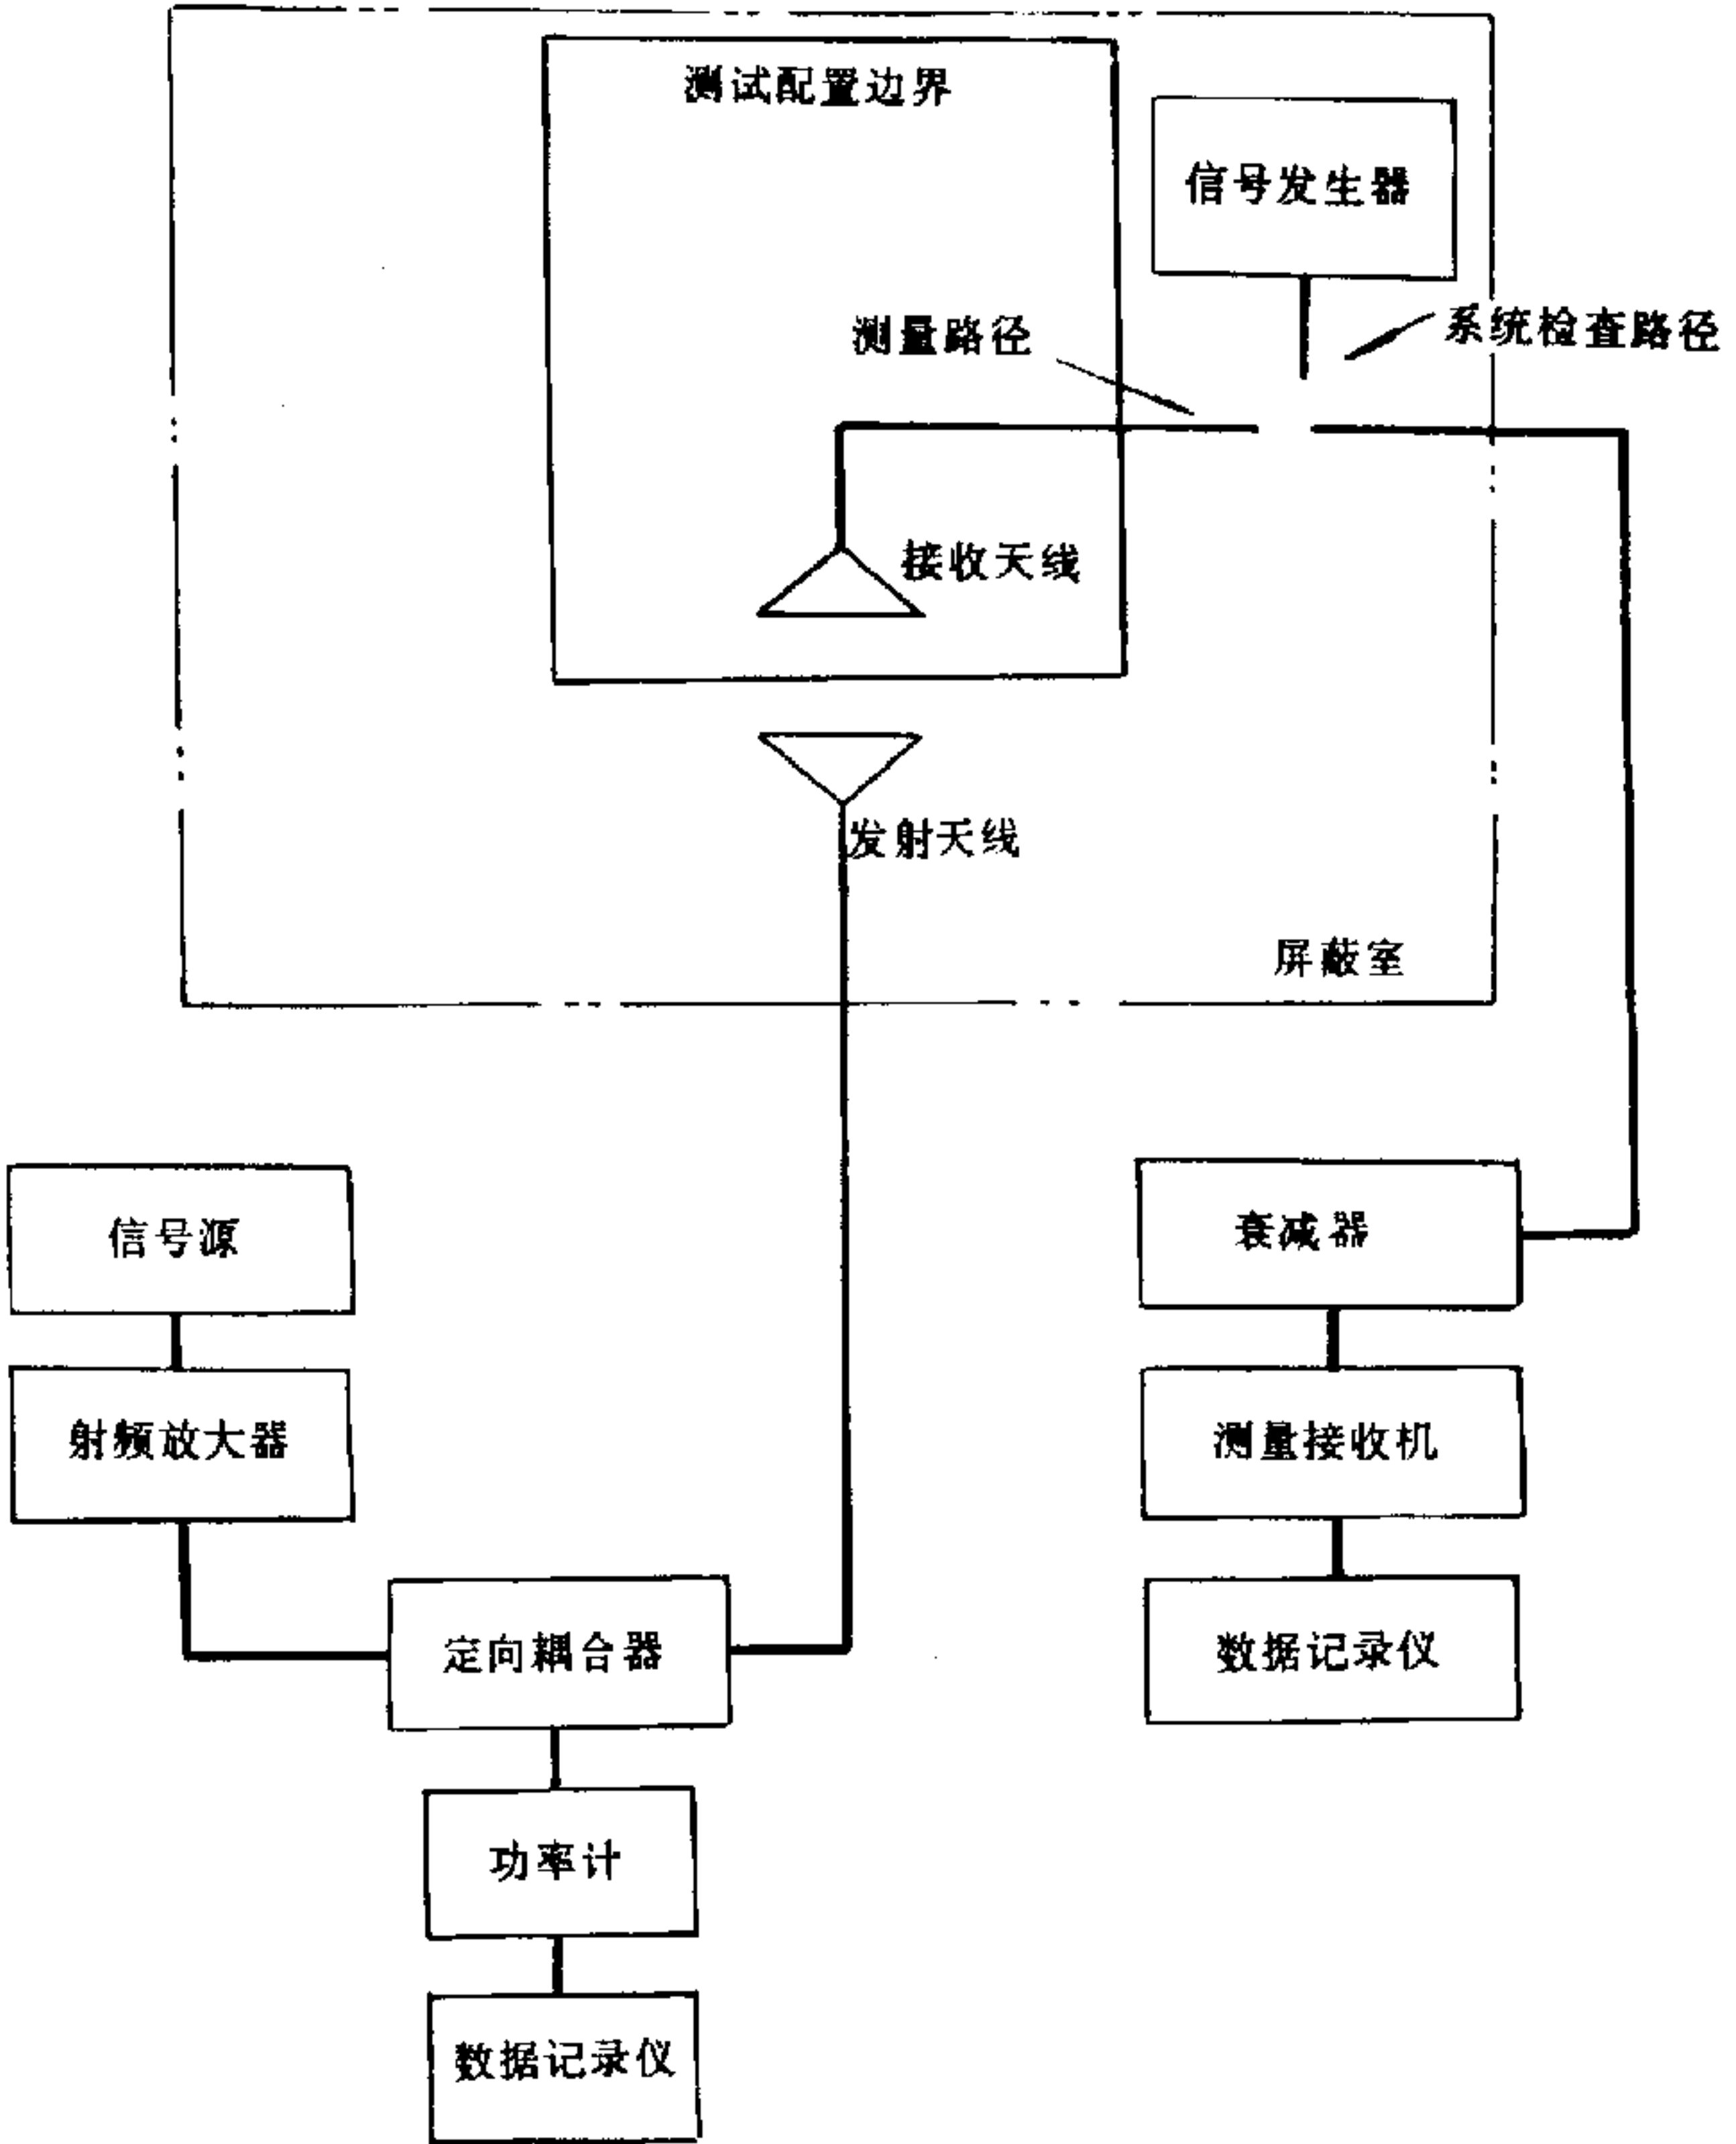 测试配置边界
信号发生器
测量路径
系统检查路径
接收天线
发射天线
屏蔽室
信号源
衰减器
射频放大器
测量接收机
定向耦合器
数据记录仪
功率计
数据记录仪